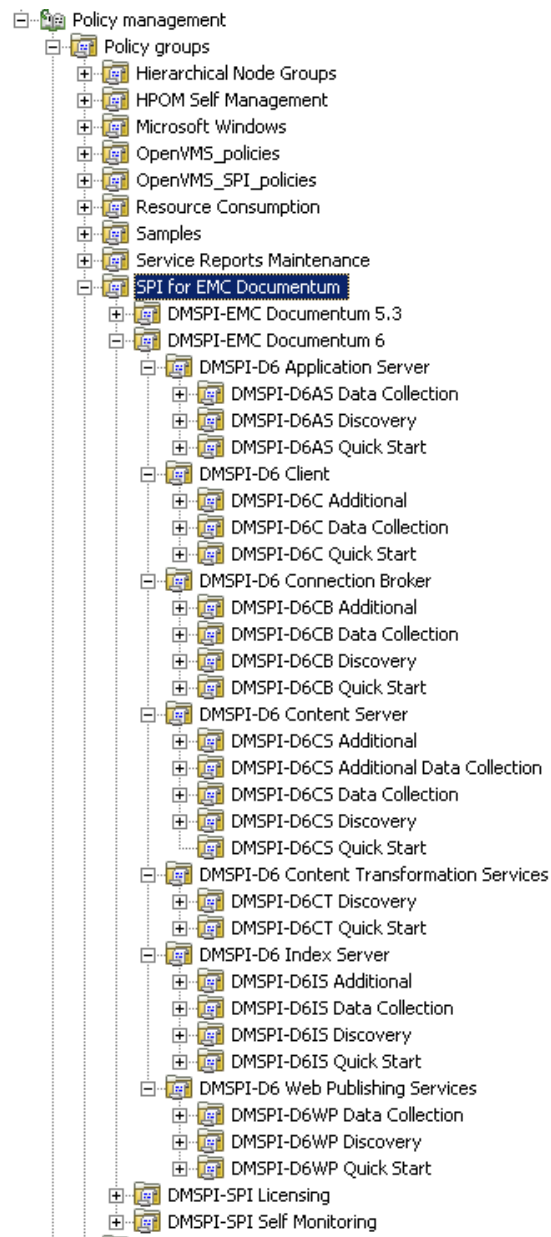 Policy management
Policy groups
Hierarchical Node Groups
HPOM Self Management
Microsoft Windows
OpenVMS_policies
OpenVMS_SPI_policies
Resource Consumption
Samples
Service Reports Maintenance
SPI for EMC Documentum
DMSPI-EMC Documentum 5.3
DMSPI-EMC Documentum 6
DMSPI-D6 Application Server
DMSPI-D6AS Data Collection
DMSPI-D6AS Discovery
DMSPI-D6AS Quick Start
DMSPI-D6 Client
DMSPI-D6C Additional
DMSPI-D6C Data Collection
DMSPI-D6C Quick Start
DMSPI-D6 Connection Broker
DMSPI-D6CB Additional
DMSPI-D6CB Data Collection
DMSPI-D6CB Discovery
DMSPI-D6CB Quick Start
DMSPI-D6 Content Server
DMSPI-D6CS Additional
DMSPI-D6CS Additional Data Collection
DMSPI-D6CS Data Collection
DMSPI-D6CS Discovery
DMSPI-D6CS Quick Start
DMSPI-D6 Content Transformation Services
DMSPI-D6CT Discovery
DMSPI-D6CT Quick Start
DMSPI-D6 Index Server
DMSPI-D6IS Additional
DMSPI-D6IS Data Collection
DMSPI-D6IS Discovery
DMSPI-D6IS Quick Start
DMSPI-D6 Web Publishing Services
DMSPI-D6WP Data Collection
DMSPI-D6WP Discovery
DMSPI-D6WP Quick Start
DMSPI-SPI Licensing
DMSPI-SPI Self Monitoring